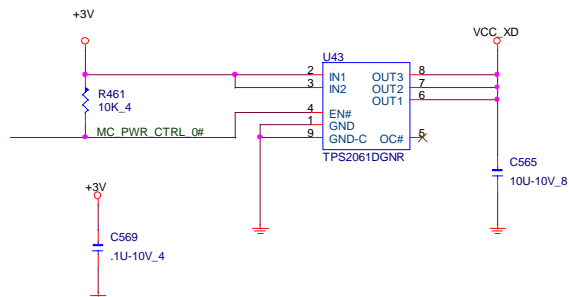 +3V
VCC_XD
U43
2 IN1 OUT3 8
3 IN2 OUT2 7
OUT1 6
R461
10K_4
4 EN#
1 GND
MC_PWR_CTRL_0#
9 GND-C OC# 5
TPS2061DGNR
C565
10U-10V_8
+3V
C569
.1U-10V_4